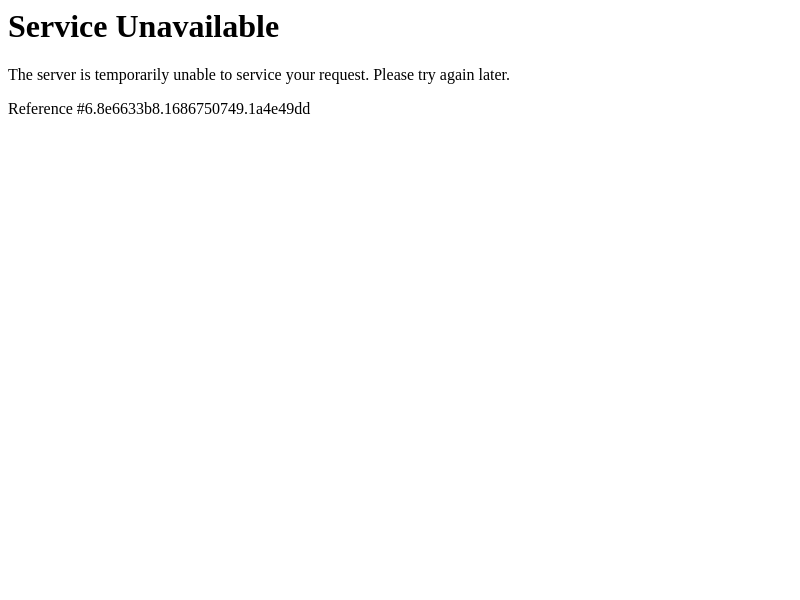 Service Unavailable
The server is temporarily unable to service your request. Please try again later.
Reference #6.8e6633b8.1686750749.1a4e49dd